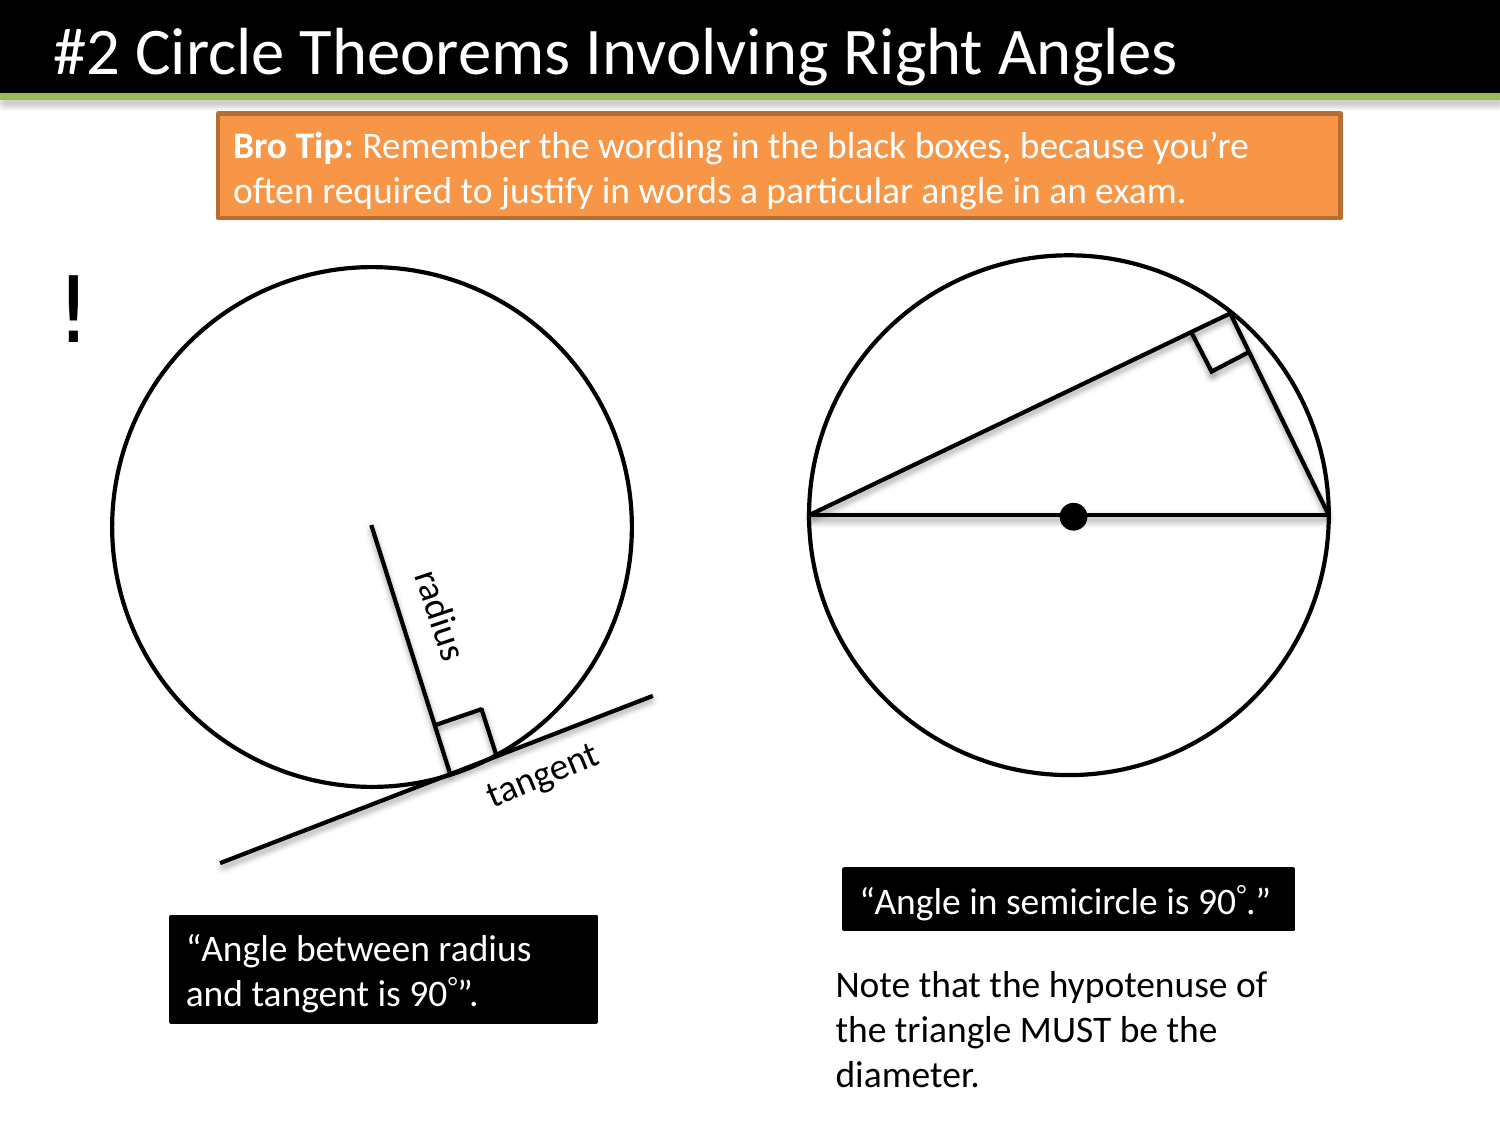 #2 Circle Theorems Involving Right Angles
Bro Tip: Remember the wording in the black boxes, because you’re
often required to justify in words a particular angle in an exam.
!
radius
tangent
“Angle between radius
and tangent is 90°”.
“Angle in semicircle is 90°.”
Note that the hypotenuse of
the triangle MUST be the
diameter.